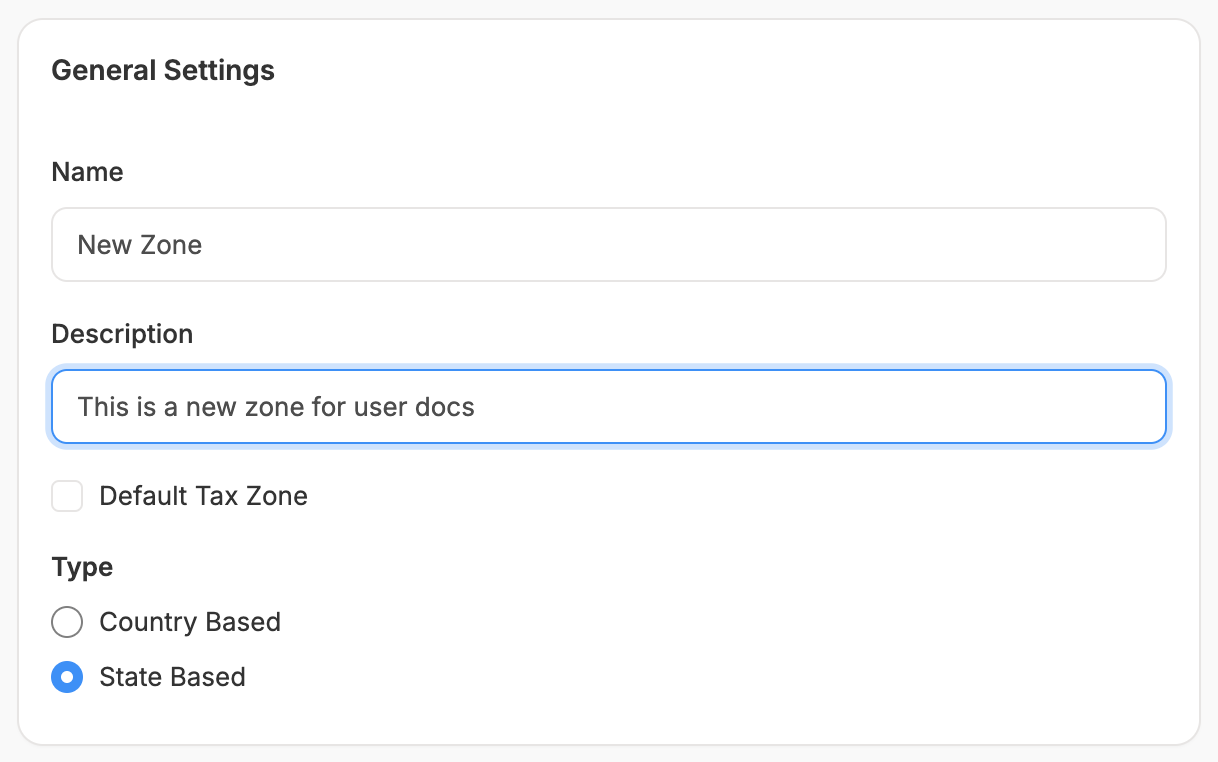 General Settings
Name
New Zone
Description
This is a new zone for user docs
Default Tax Zone
Type
Country Based
State Based